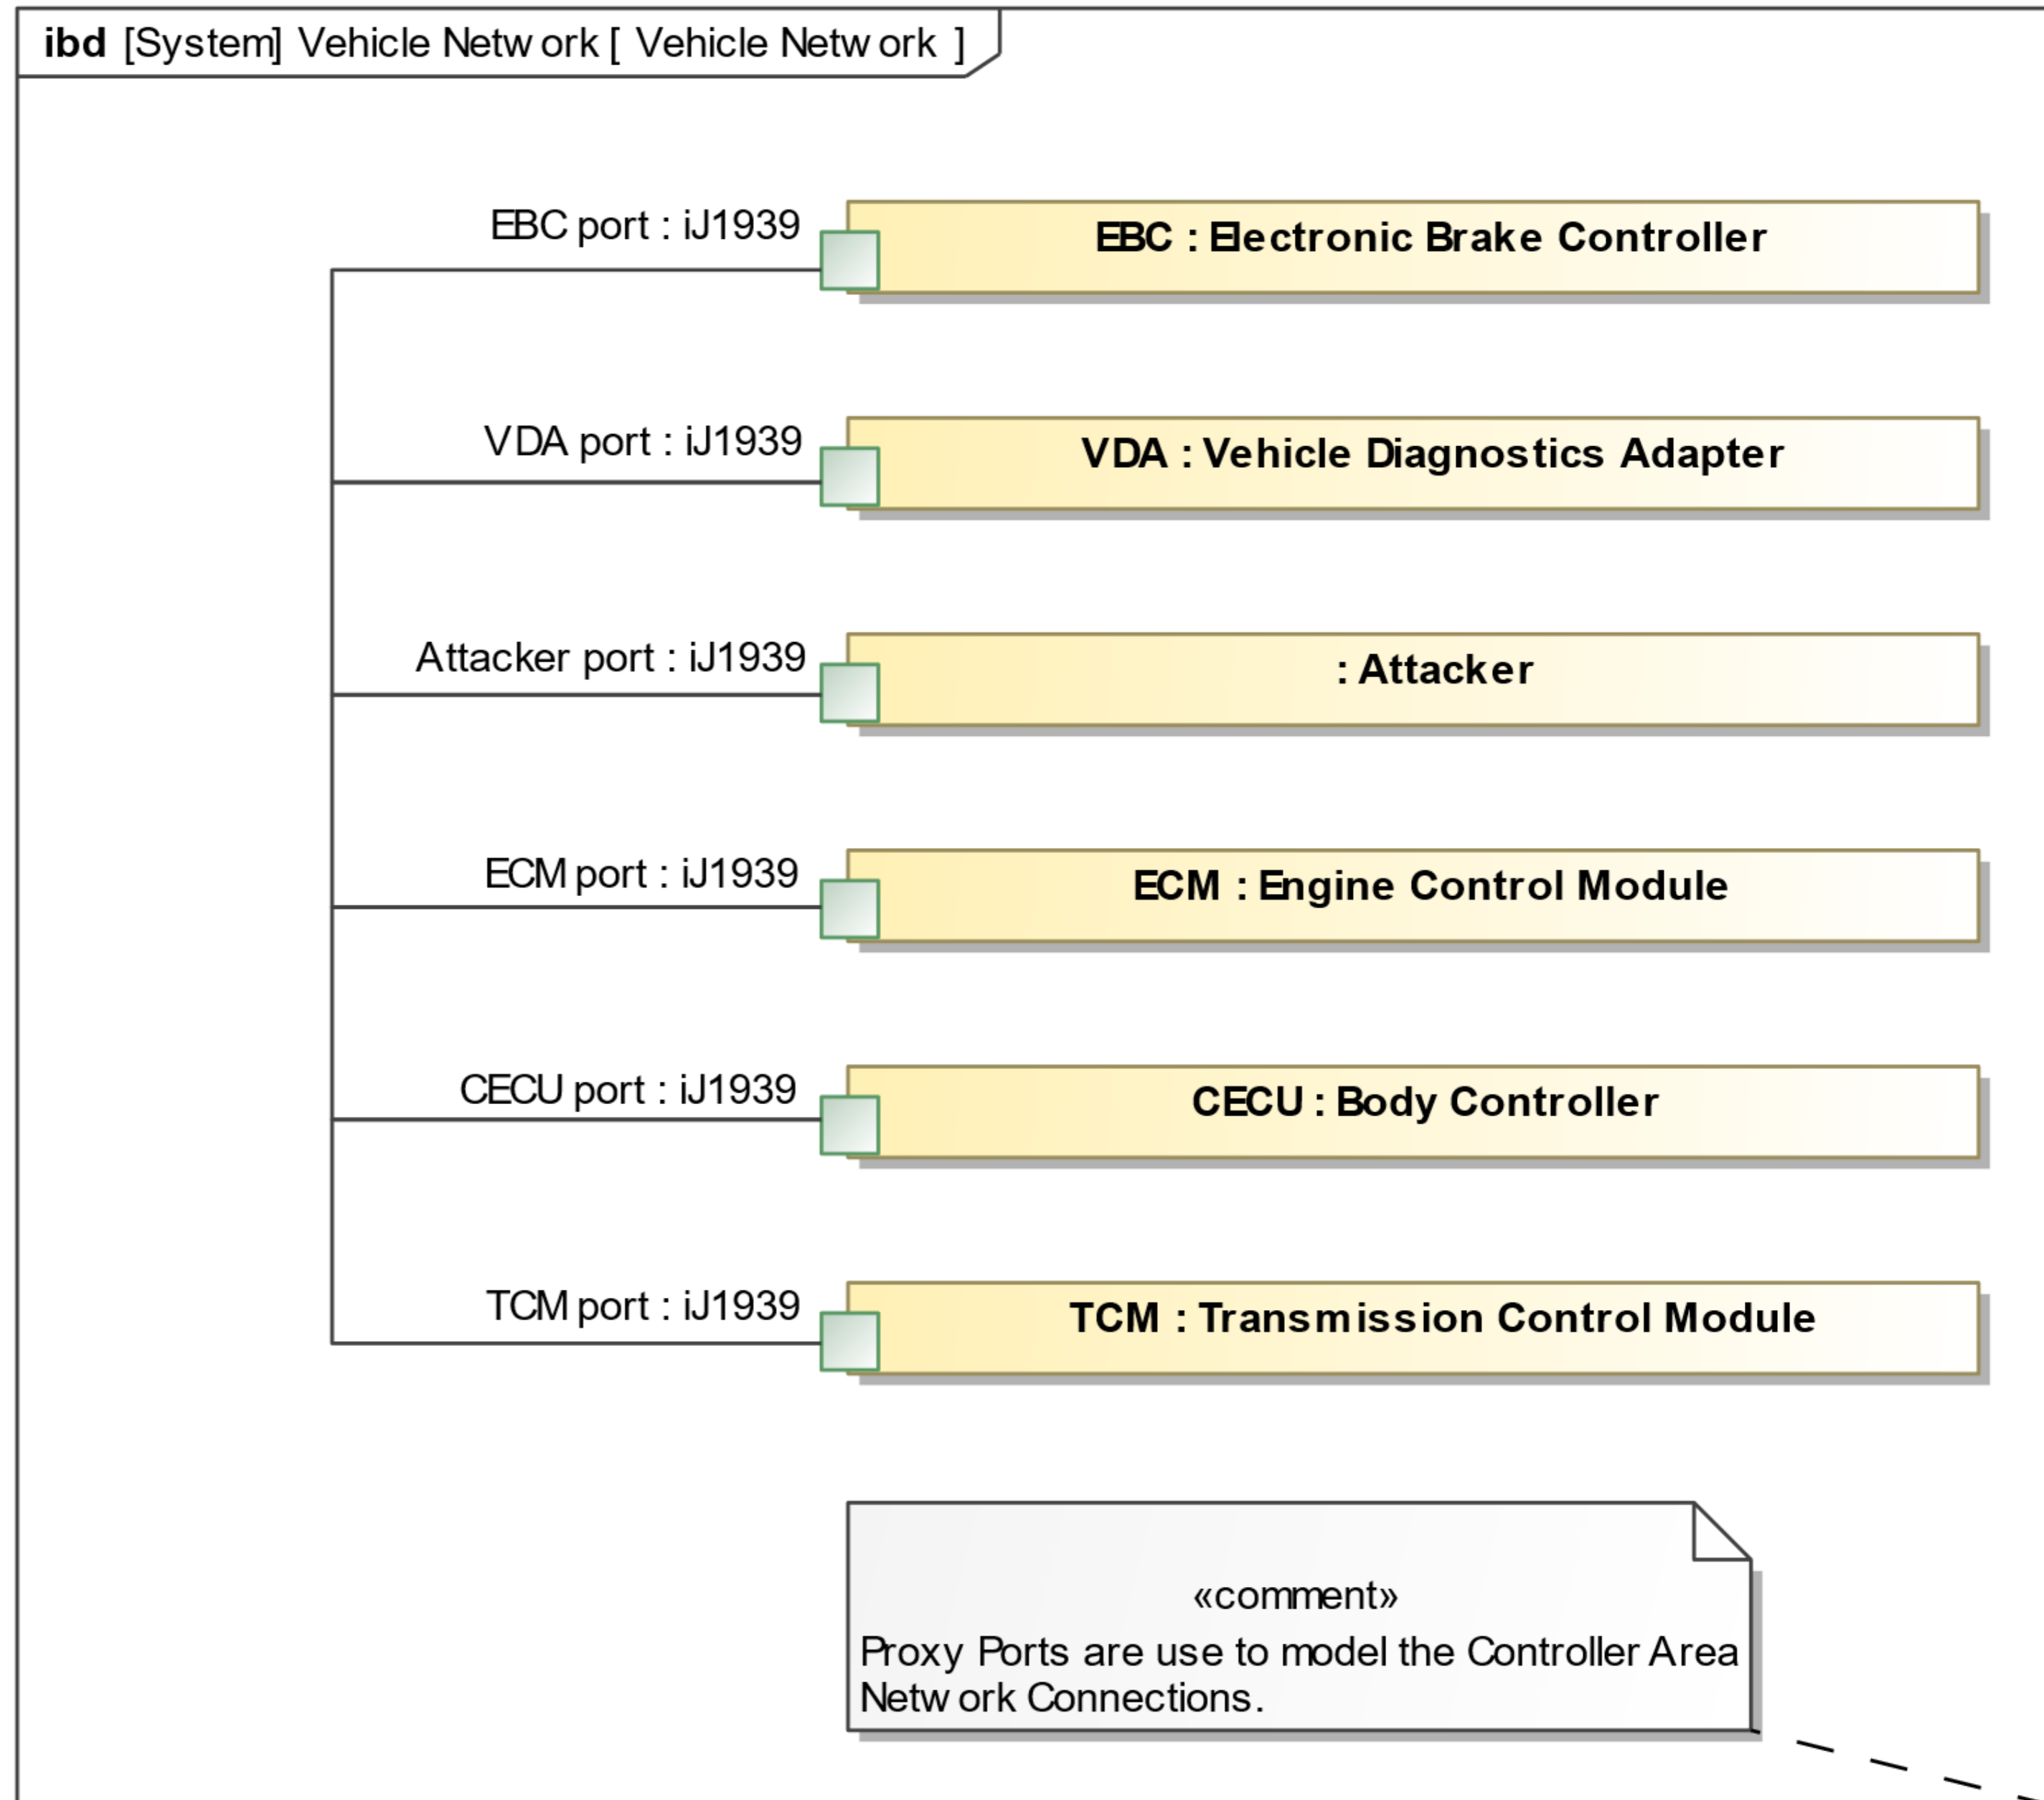 ibd [System] Vehicle Network [ Vehicle Network ]
EBC port : iJ1939
EBC : Electronic Brake Controller
VDA port : iJ1939
VDA : Vehicle Diagnostics Adapter
Attacker port : iJ1939
: Attacker
ECM port : iJ1939
ECM : Engine Control Module
CECU port : iJ1939
CECU : Body Controller
TCM port : iJ1939
TCM : Transmission Control Module
«comment»
Proxy Ports are use to model the Controller Area
Network Connections.